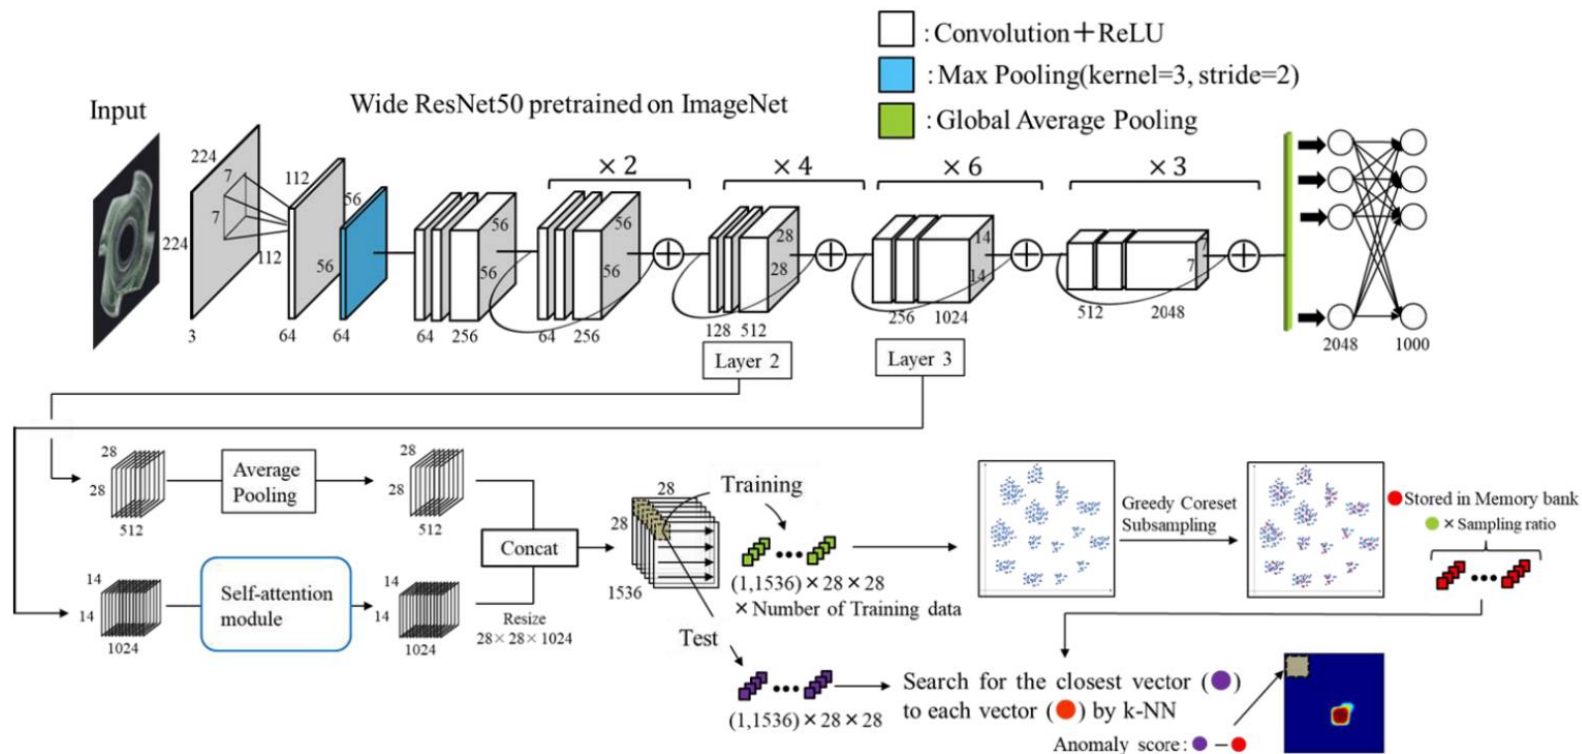 : Convolution+ReLU
: Max Pooling(kernel=3, stride=2)
: Global Average Pooling
Wide ResNet50 pretrained on ImageNet
Input
224
7
7
224
3
112
112
64
56
56
64
64
256
56
56
× 2
64
256
56
56
× 4
128
512
28
28
× 6
256
1024
14
14
× 3
512
2048
7
7
2048
1000
Layer 2
Layer 3
28
28
512
Average
Pooling
28
28
512
14
14
1024
Self-attention
module
14
14
1024
Concat
Resize
28×28×1024
28
28
1536
Training
(1,1536)×28×28
×Number of Training data
Test
(1,1536)×28×28
Greedy Coreset
Subsampling
Stored in Memory bank
× Sampling ratio
Search for the closest vector ( )
to each vector ( ) by k-NN
Anomaly score: −